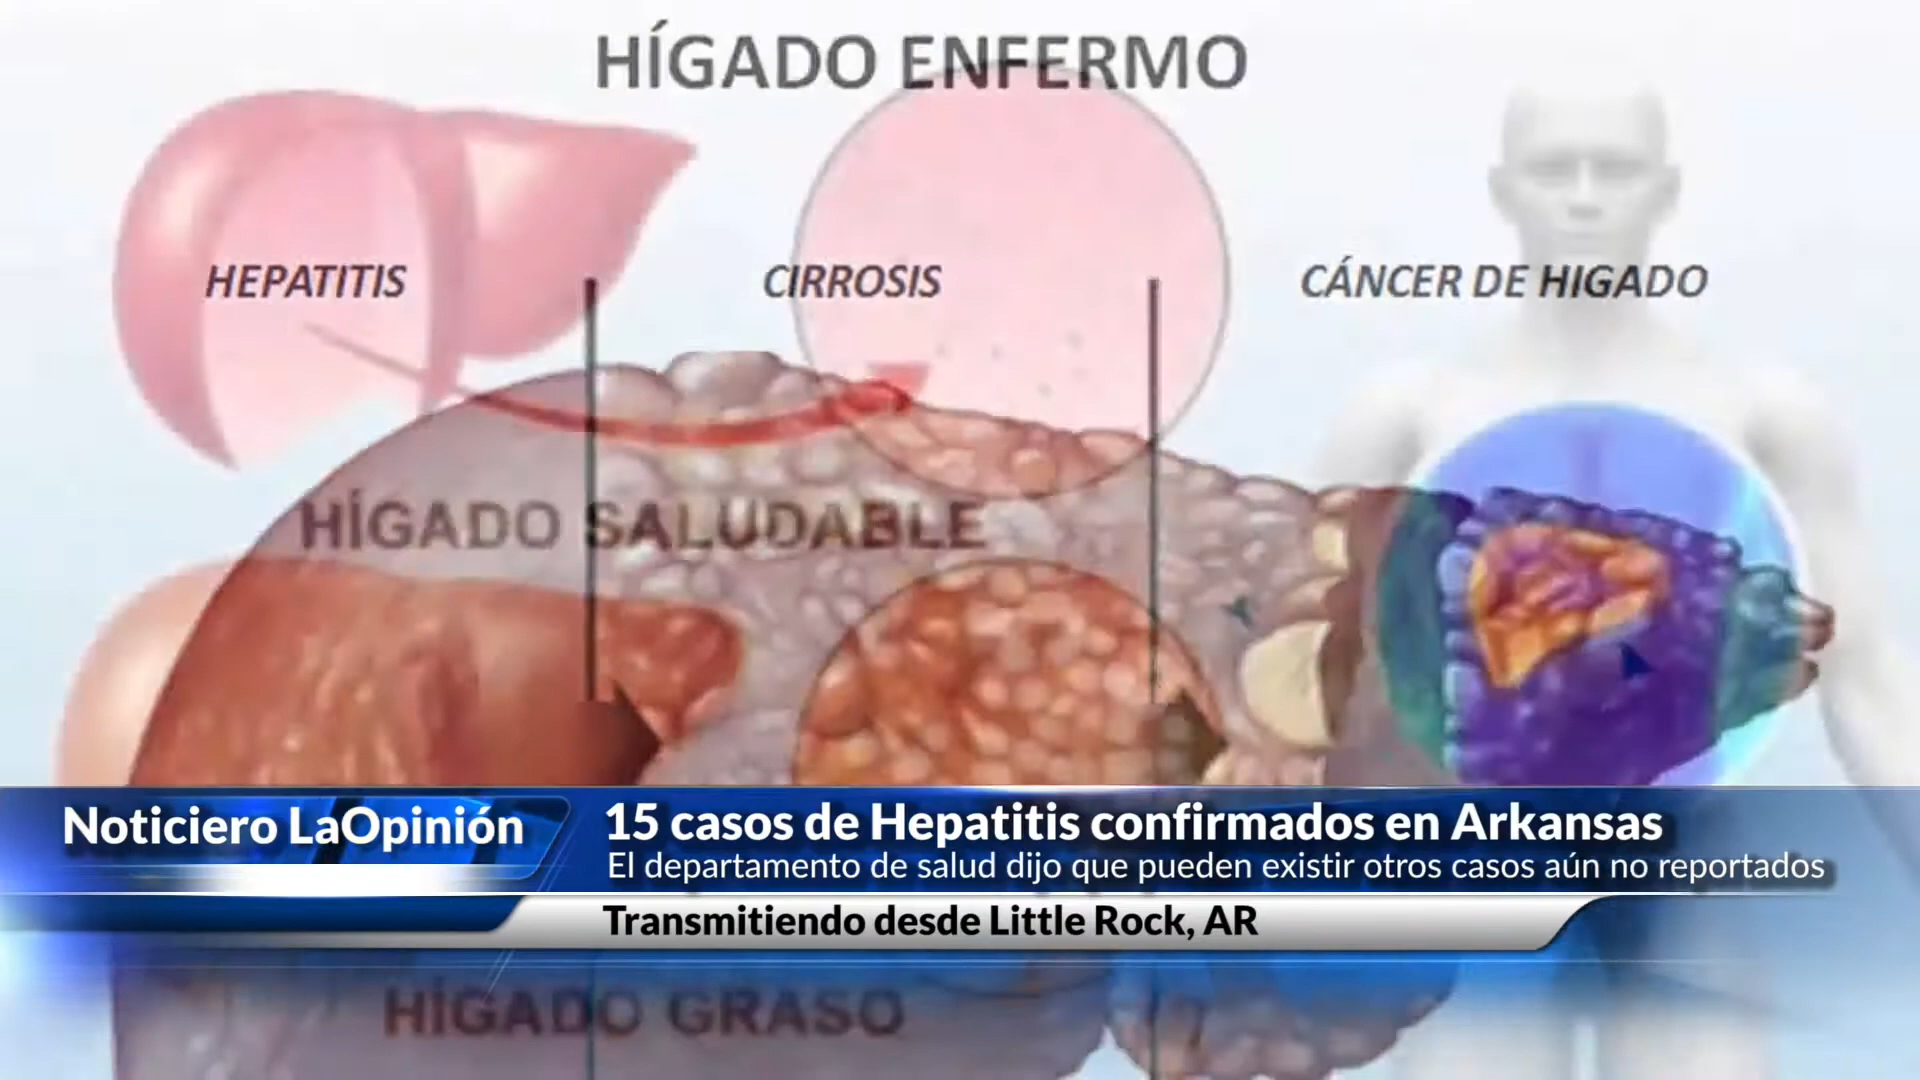 HÍGADO ENFERMO
HEPATITIS
CIRROSIS
CÁNCER DE HIGADO
HÍGADO SALUDABLE
Noticiero LaOpinión
15 casos de Hepatitis confirmados en Arkansas
El departamento de salud dijo que pueden existir otros casos aún no reportados
Transmitiendo desde Little Rock, AR
HÍGADO GRASO